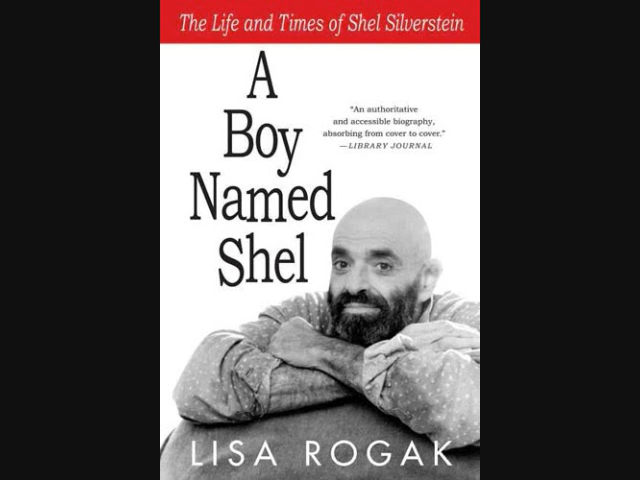 The Life and Times of Shel Silverstein
A
Boy
Named
Shel
"An authoritative
and accessible biography,
absorbing from cover to cover."
—LIBRARY JOURNAL
LISA ROGAK